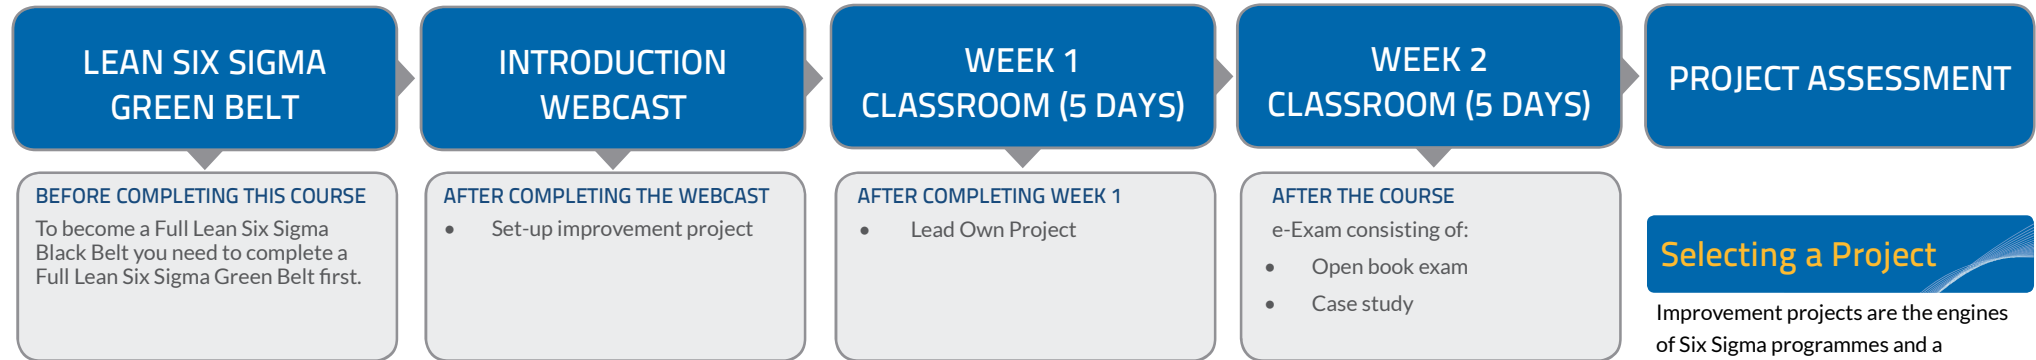 LEAN SIX SIGMA
GREEN BELT
INTRODUCTION
WEBCAST
WEEK 1
CLASSROOM (5 DAYS)
WEEK 2
CLASSROOM (5 DAYS)
PROJECT ASSESSMENT
BEFORE COMPLETING THIS COURSE
To become a Full Lean Six Sigma
Black Belt you need to complete a
Full Lean Six Sigma Green Belt first.
AFTER COMPLETING THE WEBCAST
• Set-up improvement project
AFTER COMPLETING WEEK 1
• Lead Own Project
AFTER THE COURSE
e-Exam consisting of:
• Open book exam
• Case study
Selecting a Project
Improvement projects are the engines
of Six Sigma programmes and a